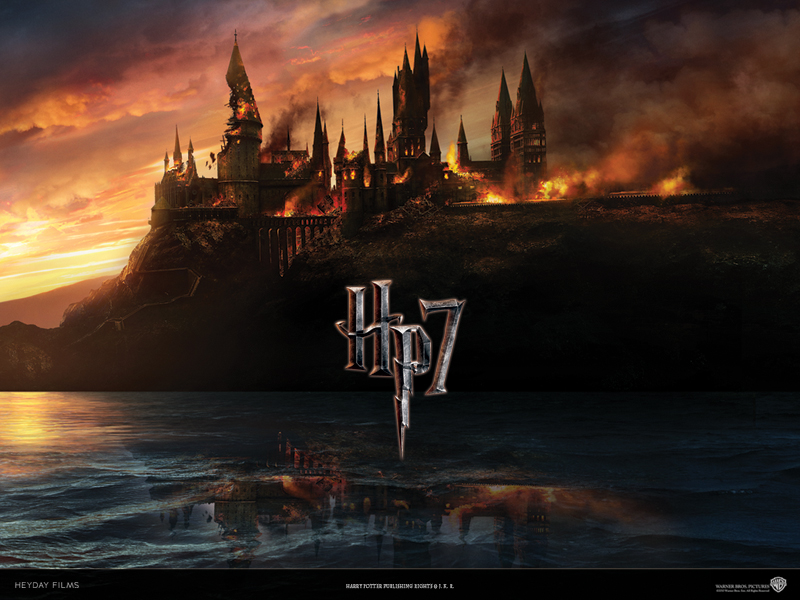 HP7
HEYDAY FILMS
HARRY POTTER PUBLISHING RIGHTS © J. K. R.
WARNER BROS. PICTURES